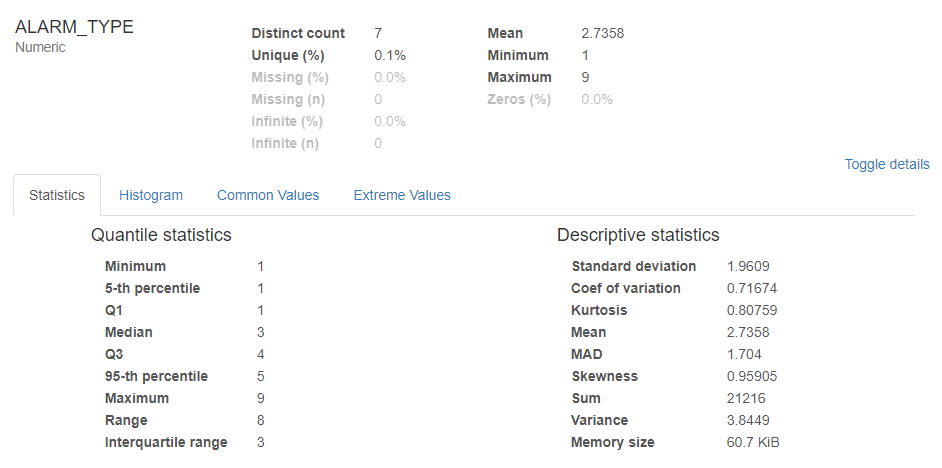 ALARM_TYPE
Numeric
Distinct count 7
Unique (%) 0.1%
Missing (%) 0.0%
Missing (n) 0
Infinite (%) 0.0%
Infinite (n) 0
Mean 2.7358
Minimum 1
Maximum 9
Zeros (%) 0.0%
Toggle details
Statistics Histogram Common Values Extreme Values
Quantile statistics
Minimum 1
5-th percentile 1
Q1 1
Median 3
Q3 4
95-th percentile 5
Maximum 9
Range 8
Interquartile range 3
Descriptive statistics
Standard deviation 1.9609
Coef of variation 0.71674
Kurtosis 0.80759
Mean 2.7358
MAD 1.704
Skewness 0.95905
Sum 21216
Variance 3.8449
Memory size 60.7 KiB